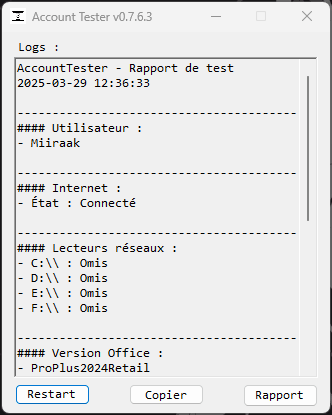 Account Tester v0.7.6.3
Logs :
AccountTester - Rapport de test
2025-03-29 12:36:33
---------------------------------------
#### Utilisateur :
- Miiraak
---------------------------------------
#### Internet :
- État : Connecté
---------------------------------------
#### Lecteurs réseaux :
- C:\\ : Omis
- D:\\ : Omis
- E:\\ : Omis
- F:\\ : Omis
---------------------------------------
#### Version Office :
- ProPlus2024Retail
Restart Copier Rapport